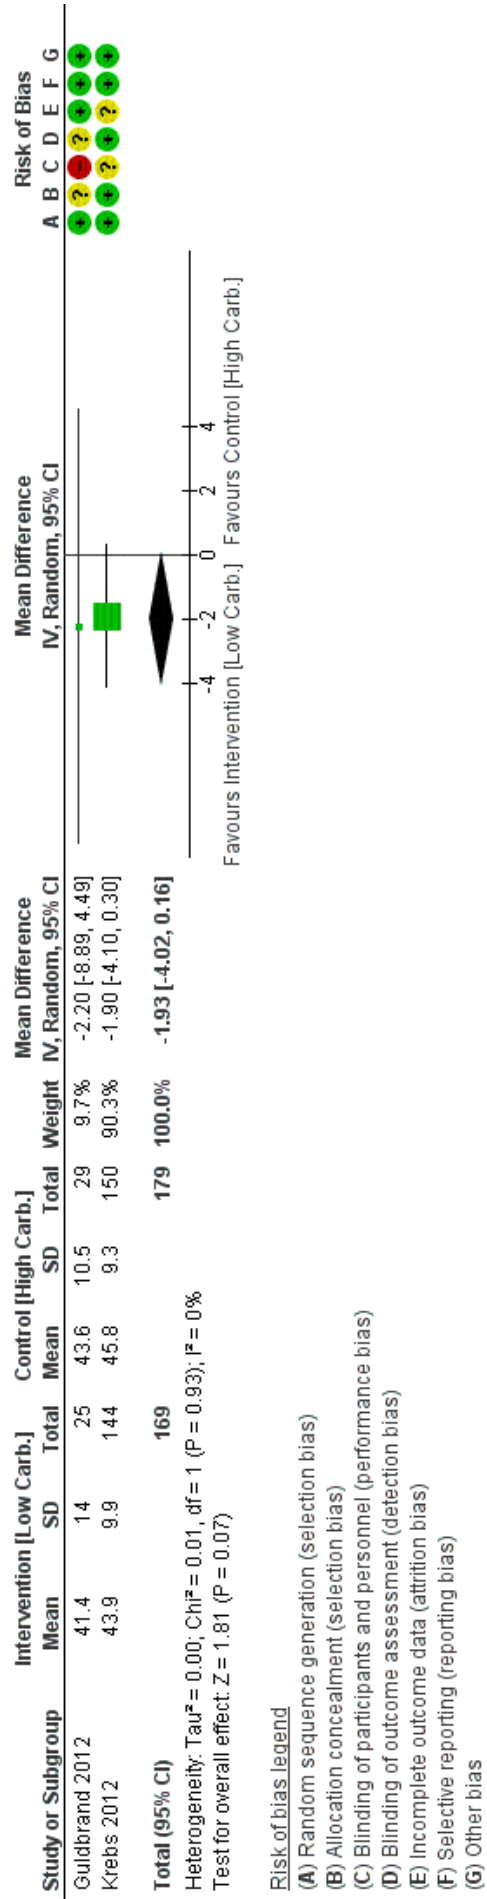 Intervention [Low Carb.] Control [High Carb.] Mean Difference Mean Difference Risk of Bias
Study or Subgroup Mean SD Total Mean SD Total Weight IV, Random, 95% CI IV, Random, 95% CI A B C D E F G
Guldbrand 2012 41.4 14 25 43.6 10.5 29 9.7% -2.20 [-8.89, 4.49] + ? - ? + + +
Krebs 2012 43.9 9.9 144 45.8 9.3 150 90.3% -1.90 [-4.10, 0.30] + + ? + ? + +
Total (95% CI) 169 179 100.0% -1.93 [-4.02, 0.16]
Heterogeneity: Tau² = 0.00; Chi² = 0.01, df = 1 (P = 0.93); I² = 0%
Test for overall effect: Z = 1.81 (P = 0.07)
-4 -2 0 2 4
Favours Intervention [Low Carb.] Favours Control [High Carb.]
Risk of bias legend
(A) Random sequence generation (selection bias)
(B) Allocation concealment (selection bias)
(C) Blinding of participants and personnel (performance bias)
(D) Blinding of outcome assessment (detection bias)
(E) Incomplete outcome data (attrition bias)
(F) Selective reporting (reporting bias)
(G) Other bias